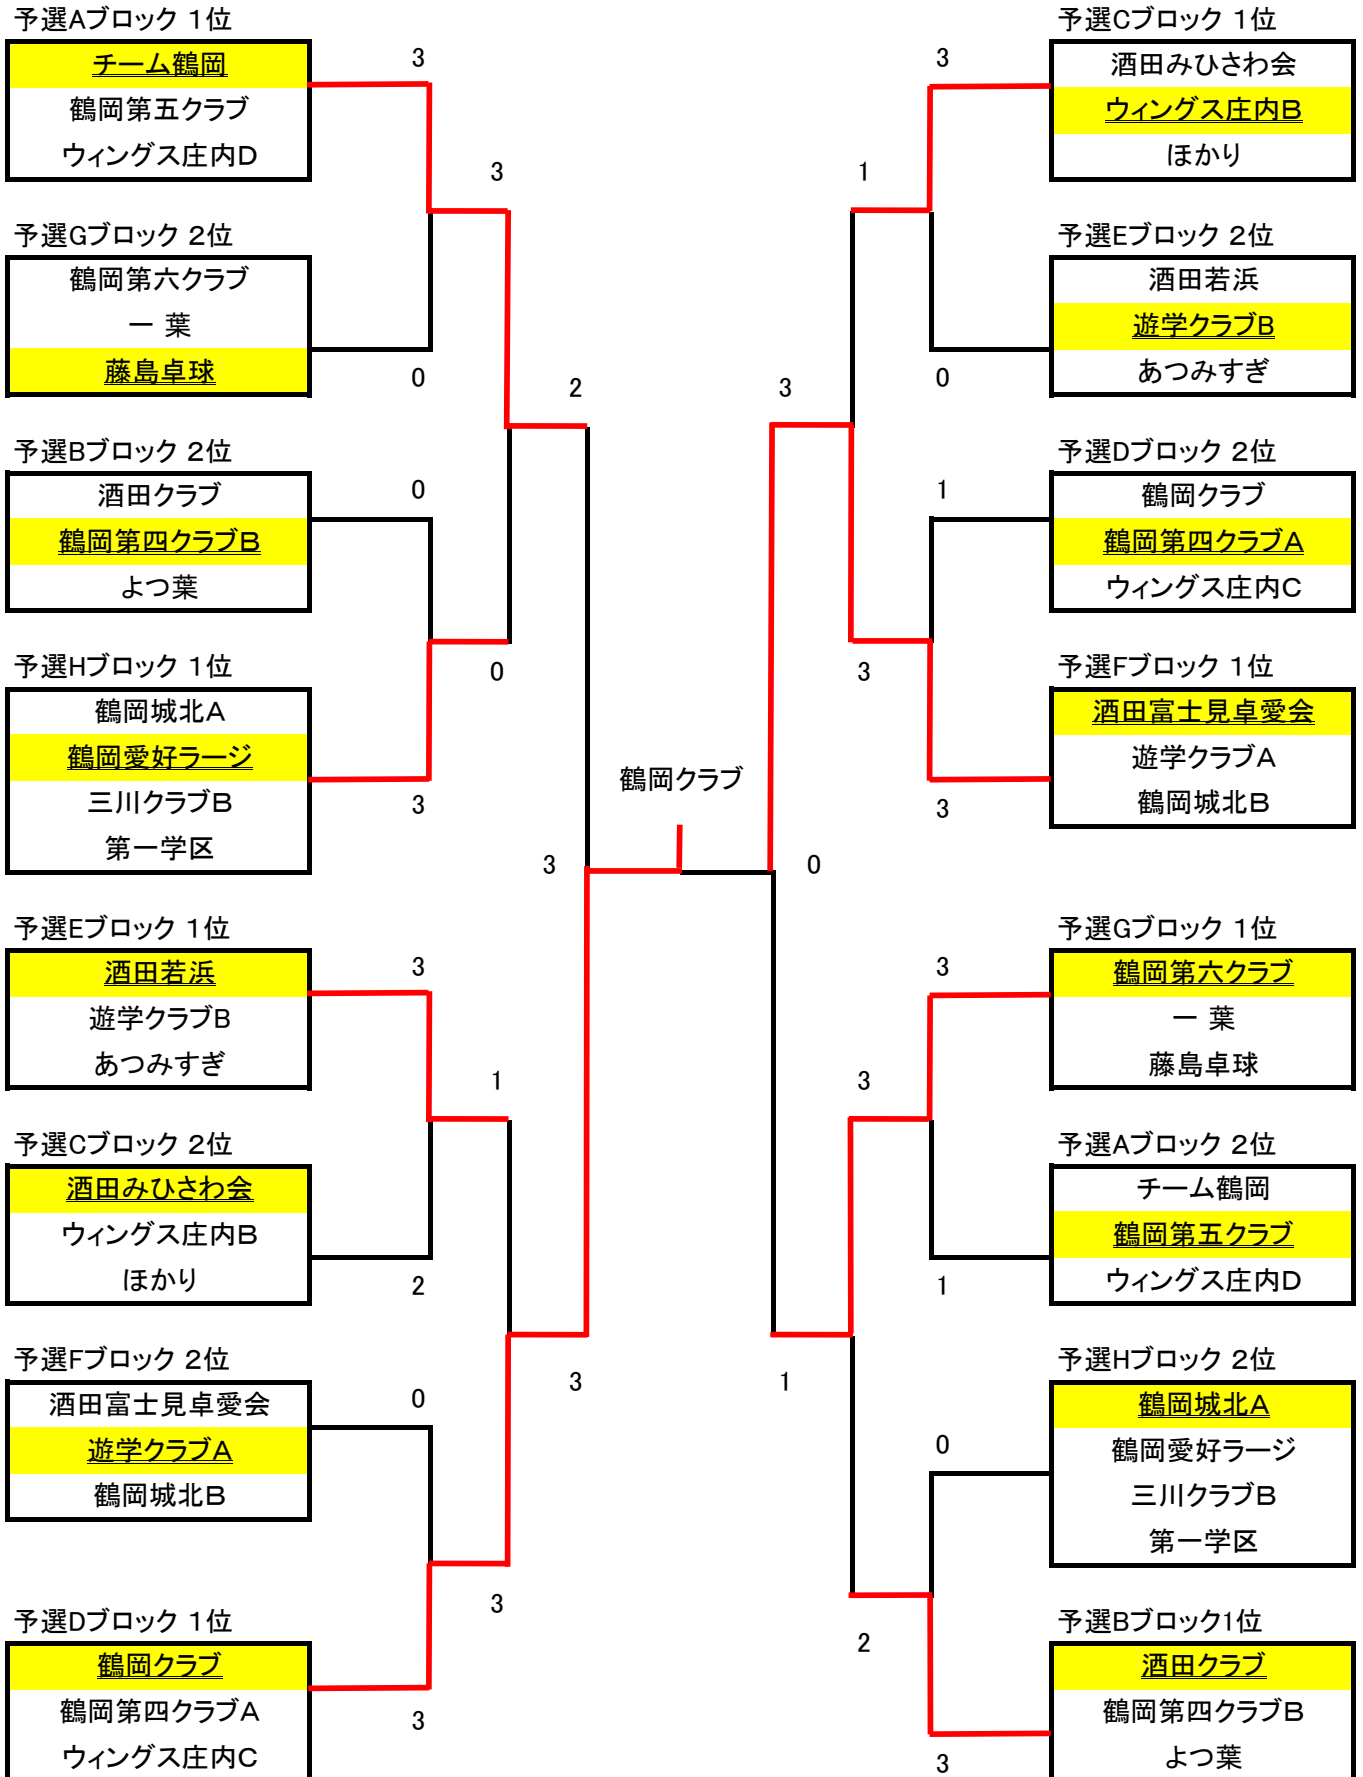 予選Aブロック 1位
チーム鶴岡
鶴岡第五クラブ
ウィングス庄内D
3
3
予選Gブロック 2位
鶴岡第六クラブ
一 葉
藤島卓球
0
2
予選Bブロック 2位
酒田クラブ
鶴岡第四クラブB
よつ葉
0
0
予選Hブロック 1位
鶴岡城北A
鶴岡愛好ラージ
三川クラブB
第一学区
3
3
予選Eブロック 1位
酒田若浜
遊学クラブB
あつみすぎ
3
1
予選Cブロック 2位
酒田みひさわ会
ウィングス庄内B
ほかり
2
3
予選Fブロック 2位
酒田富士見卓愛会
遊学クラブA
鶴岡城北B
0
3
予選Dブロック 1位
鶴岡クラブ
鶴岡第四クラブA
ウィングス庄内C
3
鶴岡クラブ
予選Cブロック 1位
3
酒田みひさわ会
ウィングス庄内B
ほかり
1
予選Eブロック 2位
酒田若浜
遊学クラブB
あつみすぎ
0
3
予選Dブロック 2位
1
鶴岡クラブ
鶴岡第四クラブA
ウィングス庄内C
3
予選Fブロック 1位
酒田富士見卓愛会
遊学クラブA
鶴岡城北B
3
0
予選Gブロック 1位
3
鶴岡第六クラブ
一 葉
藤島卓球
3
予選Aブロック 2位
チーム鶴岡
鶴岡第五クラブ
ウィングス庄内D
1
1
予選Hブロック 2位
鶴岡城北A
0
鶴岡愛好ラージ
三川クラブB
第一学区
2
予選Bブロック1位
酒田クラブ
鶴岡第四クラブB
よつ葉
3